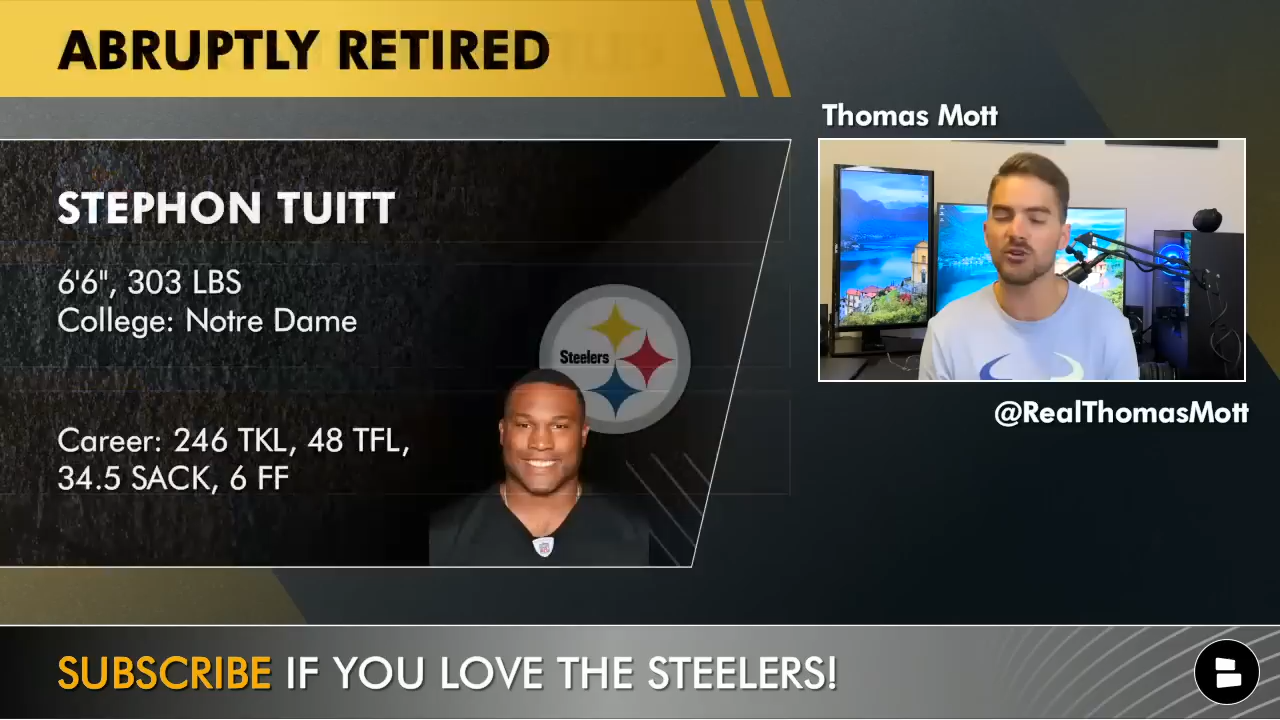 ABRUPTLY RETIRED
Thomas Mott
STEPHON TUITT
6'6", 303 LBS
College: Notre Dame
Steelers
Career: 246 TKL, 48 TFL,
34.5 SACK, 6 FF
@RealThomasMott
SUBSCRIBE IF YOU LOVE THE STEELERS!